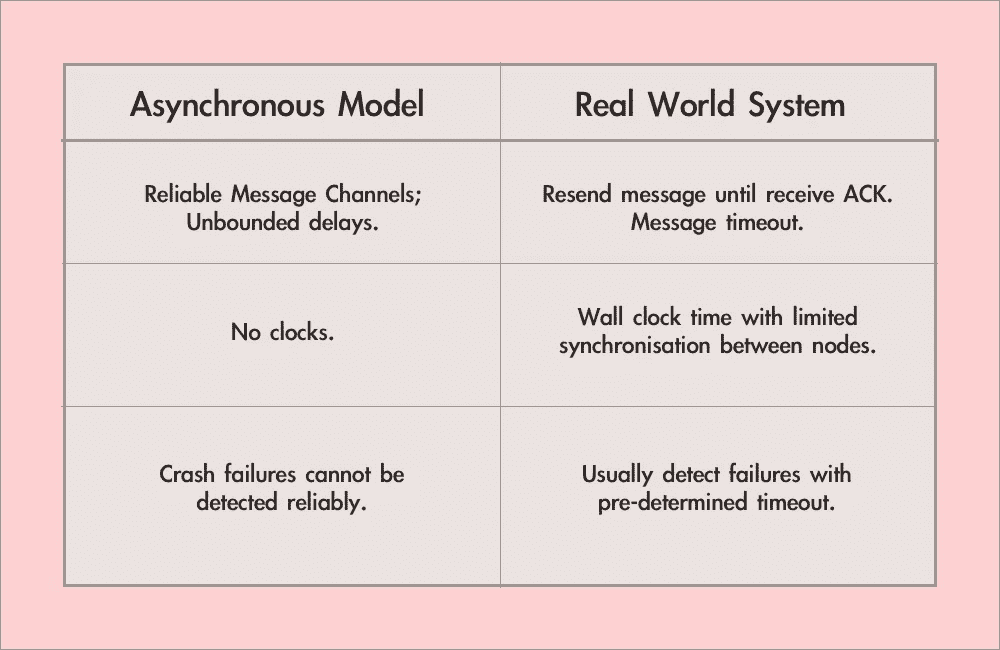 Asynchronous Model
Real World System
Reliable Message Channels;
Unbounded delays.
Resend message until receive ACK.
Message timeout.
No clocks.
Wall clock time with limited
synchronisation between nodes.
Crash failures cannot be
detected reliably.
Usually detect failures with
pre-determined timeout.